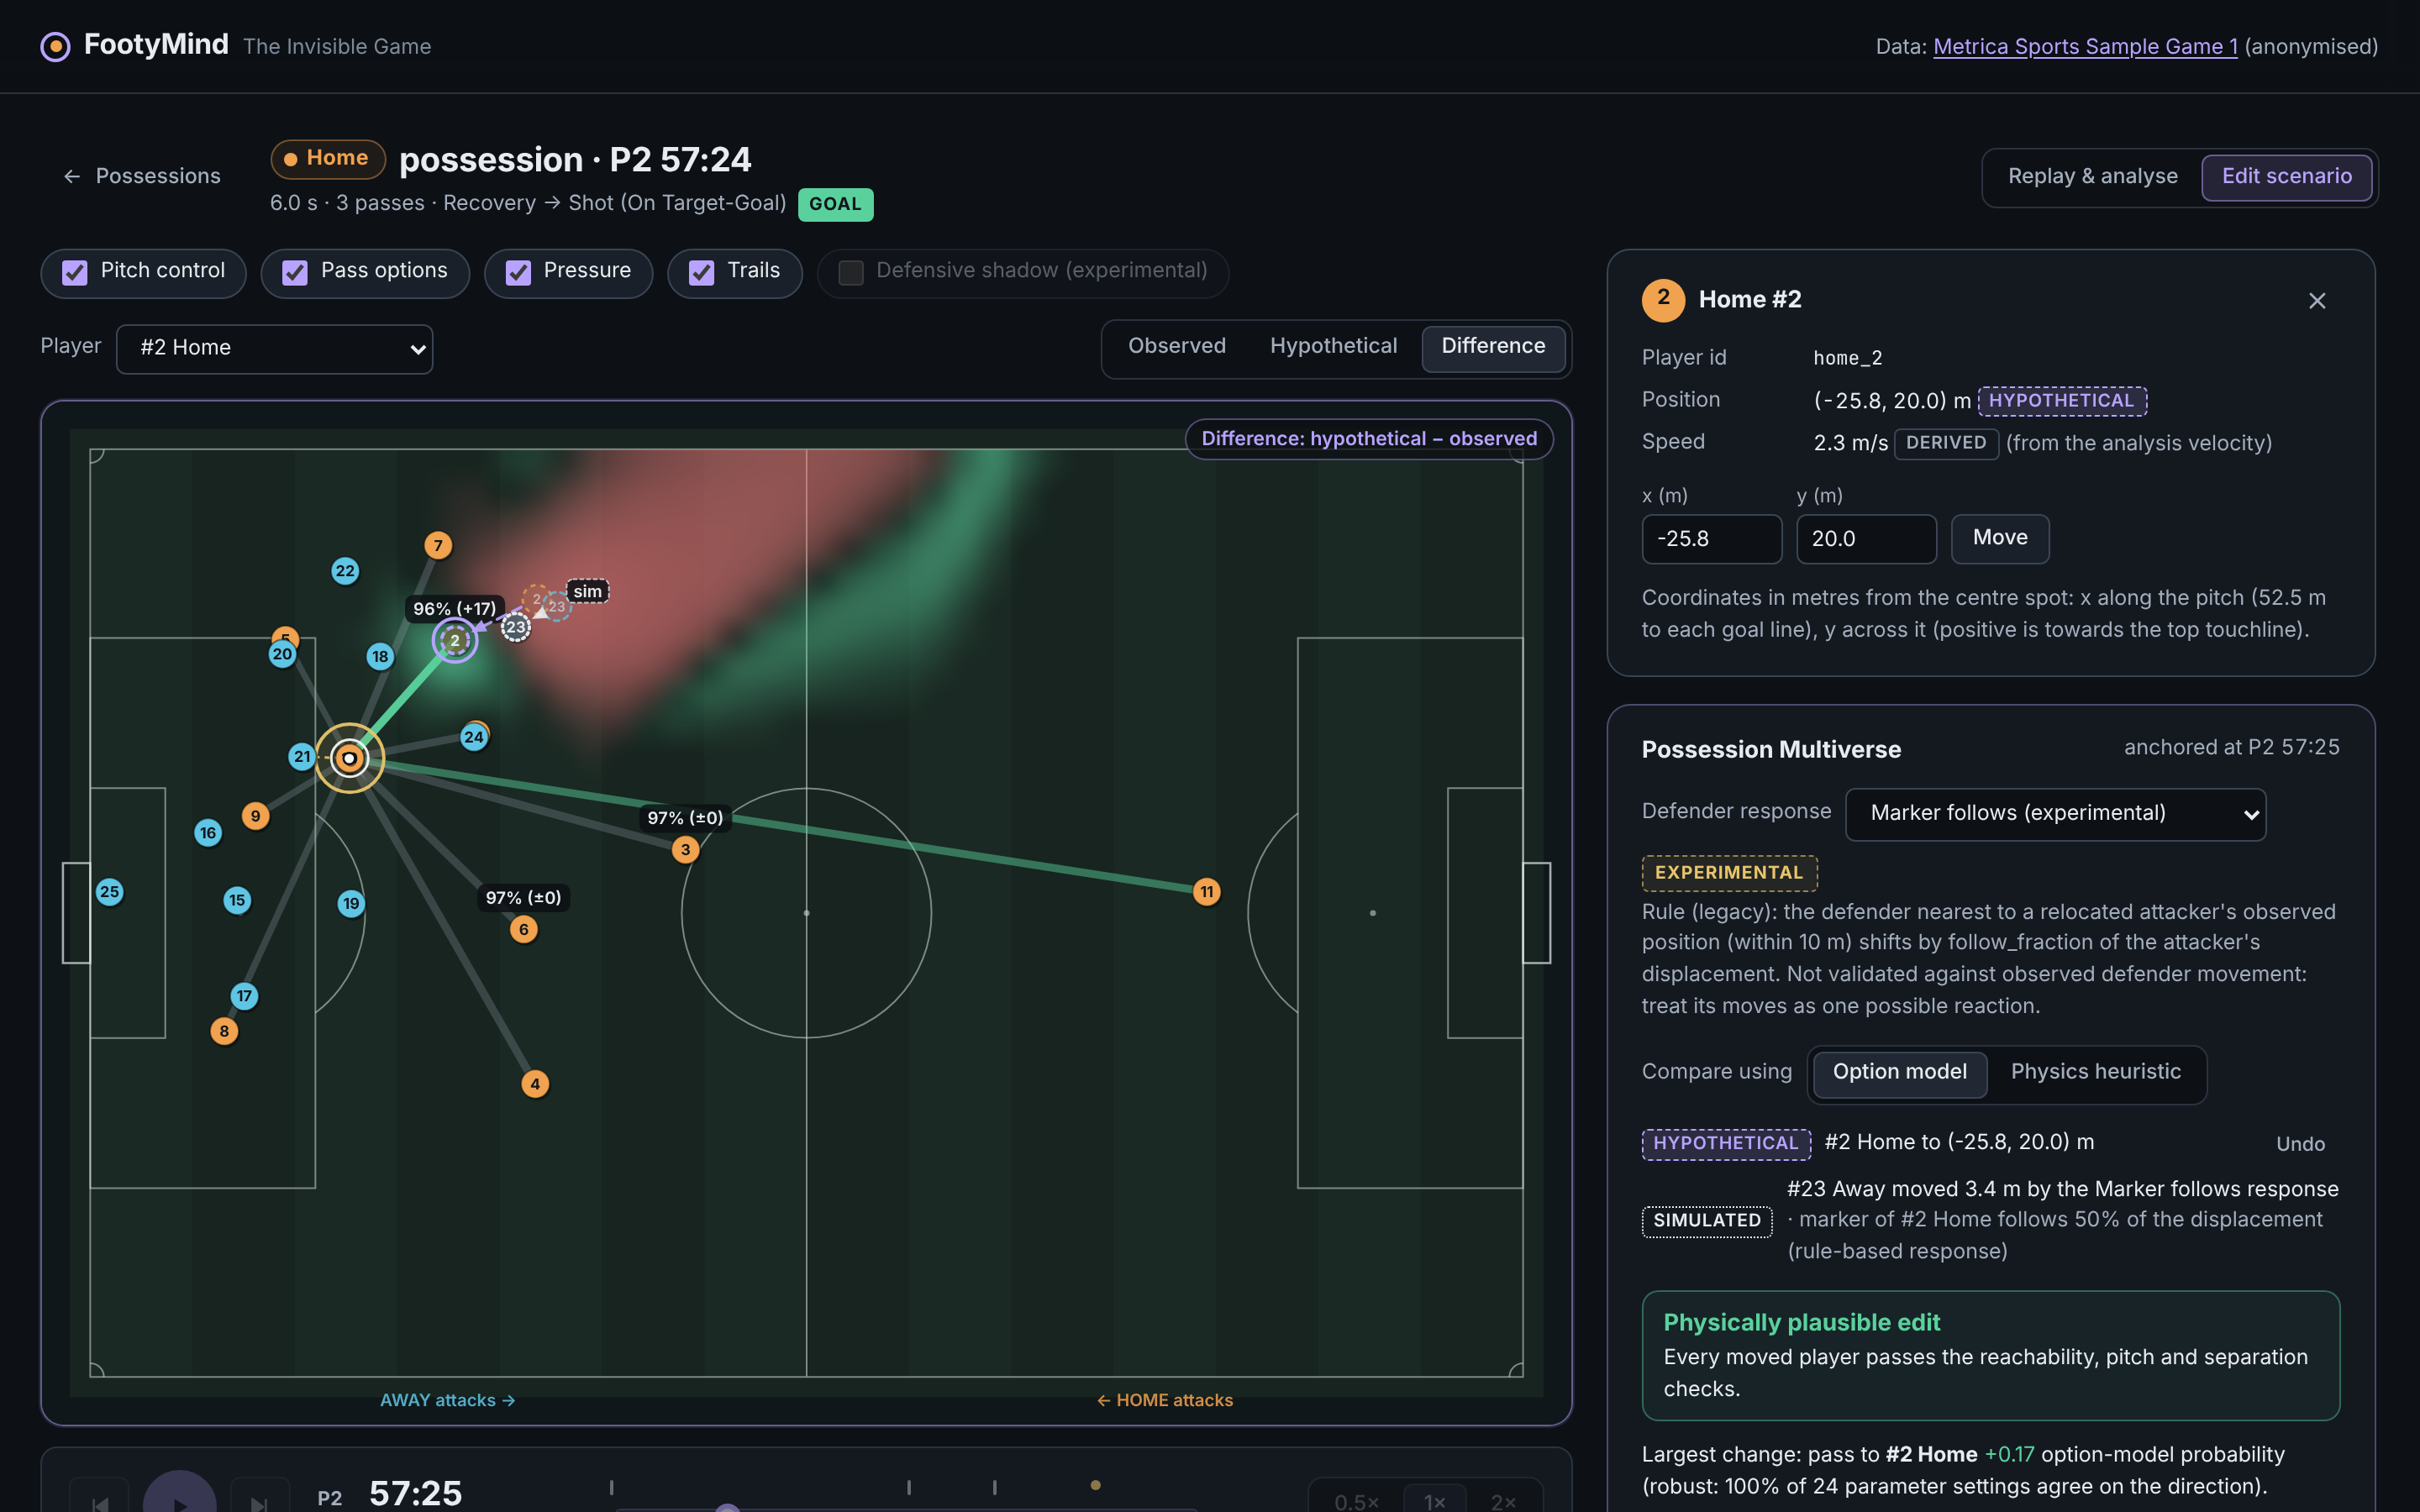 FootyMind The Invisible Game
Data: Metrica Sports Sample Game 1 (anonymised)
← Possessions
Home possession · P2 57:24
6.0 s · 3 passes · Recovery → Shot (On Target-Goal) GOAL
Replay & analyse Edit scenario
Pitch control Pass options Pressure Trails Defensive shadow (experimental)
Player #2 Home
Observed Hypothetical Difference
Difference: hypothetical – observed
7
22
sim
2 23
96% (+17)
23
2
5
20
18
24
21
97% (±0)
9
16
3
11
25
15
19
97% (±0)
6
17
8
4
AWAY attacks →
← HOME attacks
P2 57:25
0.5× 1× 2×
2 Home #2
Player id home_2
Position (-25.8, 20.0) m HYPOTHETICAL
Speed 2.3 m/s DERIVED (from the analysis velocity)
x (m) y (m)
-25.8 20.0 Move
Coordinates in metres from the centre spot: x along the pitch (52.5 m
to each goal line), y across it (positive is towards the top touchline).
Possession Multiverse anchored at P2 57:25
Defender response Marker follows (experimental)
EXPERIMENTAL
Rule (legacy): the defender nearest to a relocated attacker's observed
position (within 10 m) shifts by follow_fraction of the attacker's
displacement. Not validated against observed defender movement:
treat its moves as one possible reaction.
Compare using Option model Physics heuristic
HYPOTHETICAL #2 Home to (-25.8, 20.0) m Undo
SIMULATED #23 Away moved 3.4 m by the Marker follows response
· marker of #2 Home follows 50% of the displacement
(rule-based response)
Physically plausible edit
Every moved player passes the reachability, pitch and separation
checks.
Largest change: pass to #2 Home +0.17 option-model probability
(robust: 100% of 24 parameter settings agree on the direction).